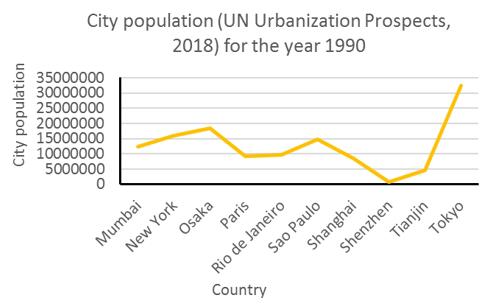 City population (UN Urbanization Prospects,
2018) for the year 1990
City population
35000000
30000000
25000000
20000000
15000000
10000000
5000000
0
Mumbai
New York
Osaka
Paris
Rio de Janeiro
Sao Paulo
Shanghai
Shenzhen
Tianjin
Tokyo
Country